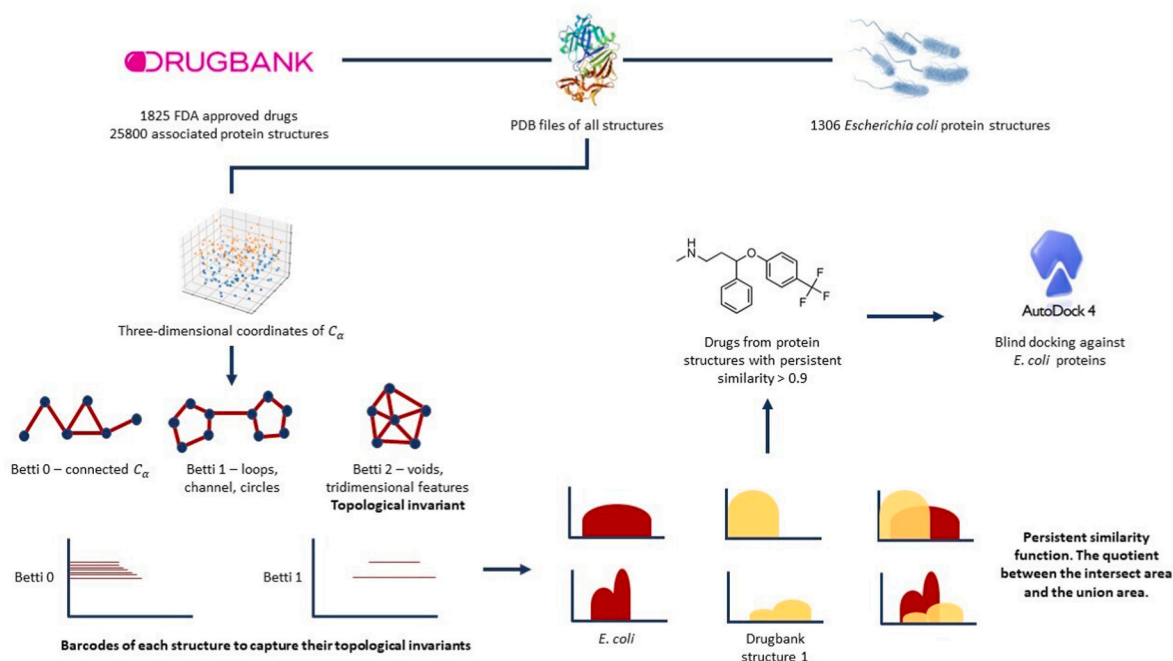 DRUGBANK
1825 FDA approved drugs
25800 associated protein structures
PDB files of all structures
1306 Escherichia coli protein structures
Three-dimensional coordinates of Cα
H
N
O
F
F
F
Drugs from protein
structures with persistent
similarity > 0.9
AutoDock 4
Blind docking against
E. coli proteins
Betti 0 – connected Cα
Betti 1 – loops,
channel, circles
Betti 2 – voids,
tridimensional features
Topological invariant
Betti 0
Betti 1
Barcodes of each structure to capture their topological invariants
E. coli
Drugbank
structure 1
Persistent similarity
function. The quotient
between the intersect area
and the union area.